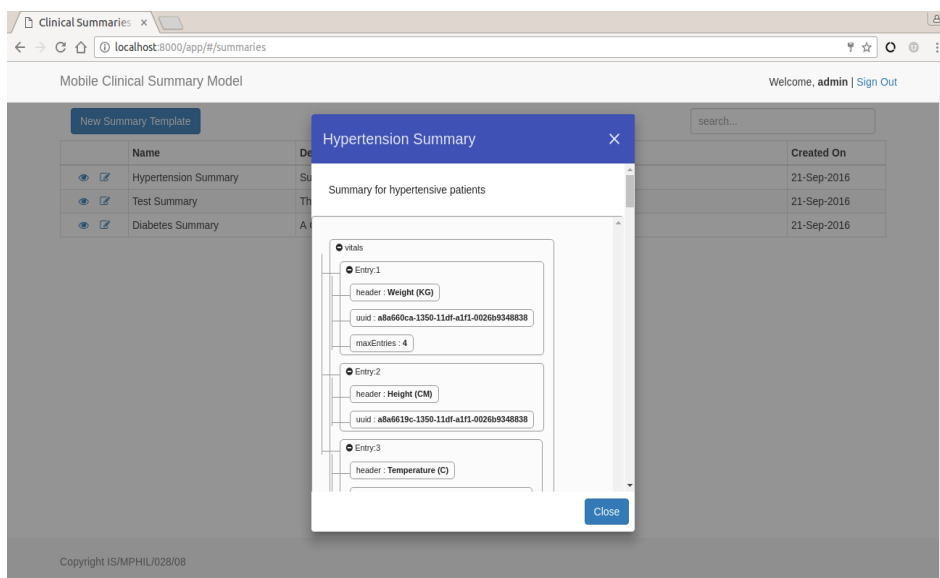 Clinical Summaries
localhost:8000/app/#/summaries
Mobile Clinical Summary Model
Welcome, admin | Sign Out
New Summary Template
search...
Name
Created On
Hypertension Summary
21-Sep-2016
Test Summary
21-Sep-2016
Diabetes Summary
21-Sep-2016
Hypertension Summary
Summary for hypertensive patients
vitals
Entry:1
header : Weight (KG)
uuid : a8a660ca-1350-11df-a1f1-0026b9348838
maxEntries : 4
Entry:2
header : Height (CM)
uuid : a8a6619c-1350-11df-a1f1-0026b9348838
Entry:3
header : Temperature (C)
Close
Copyright IS/MPHIL/028/08